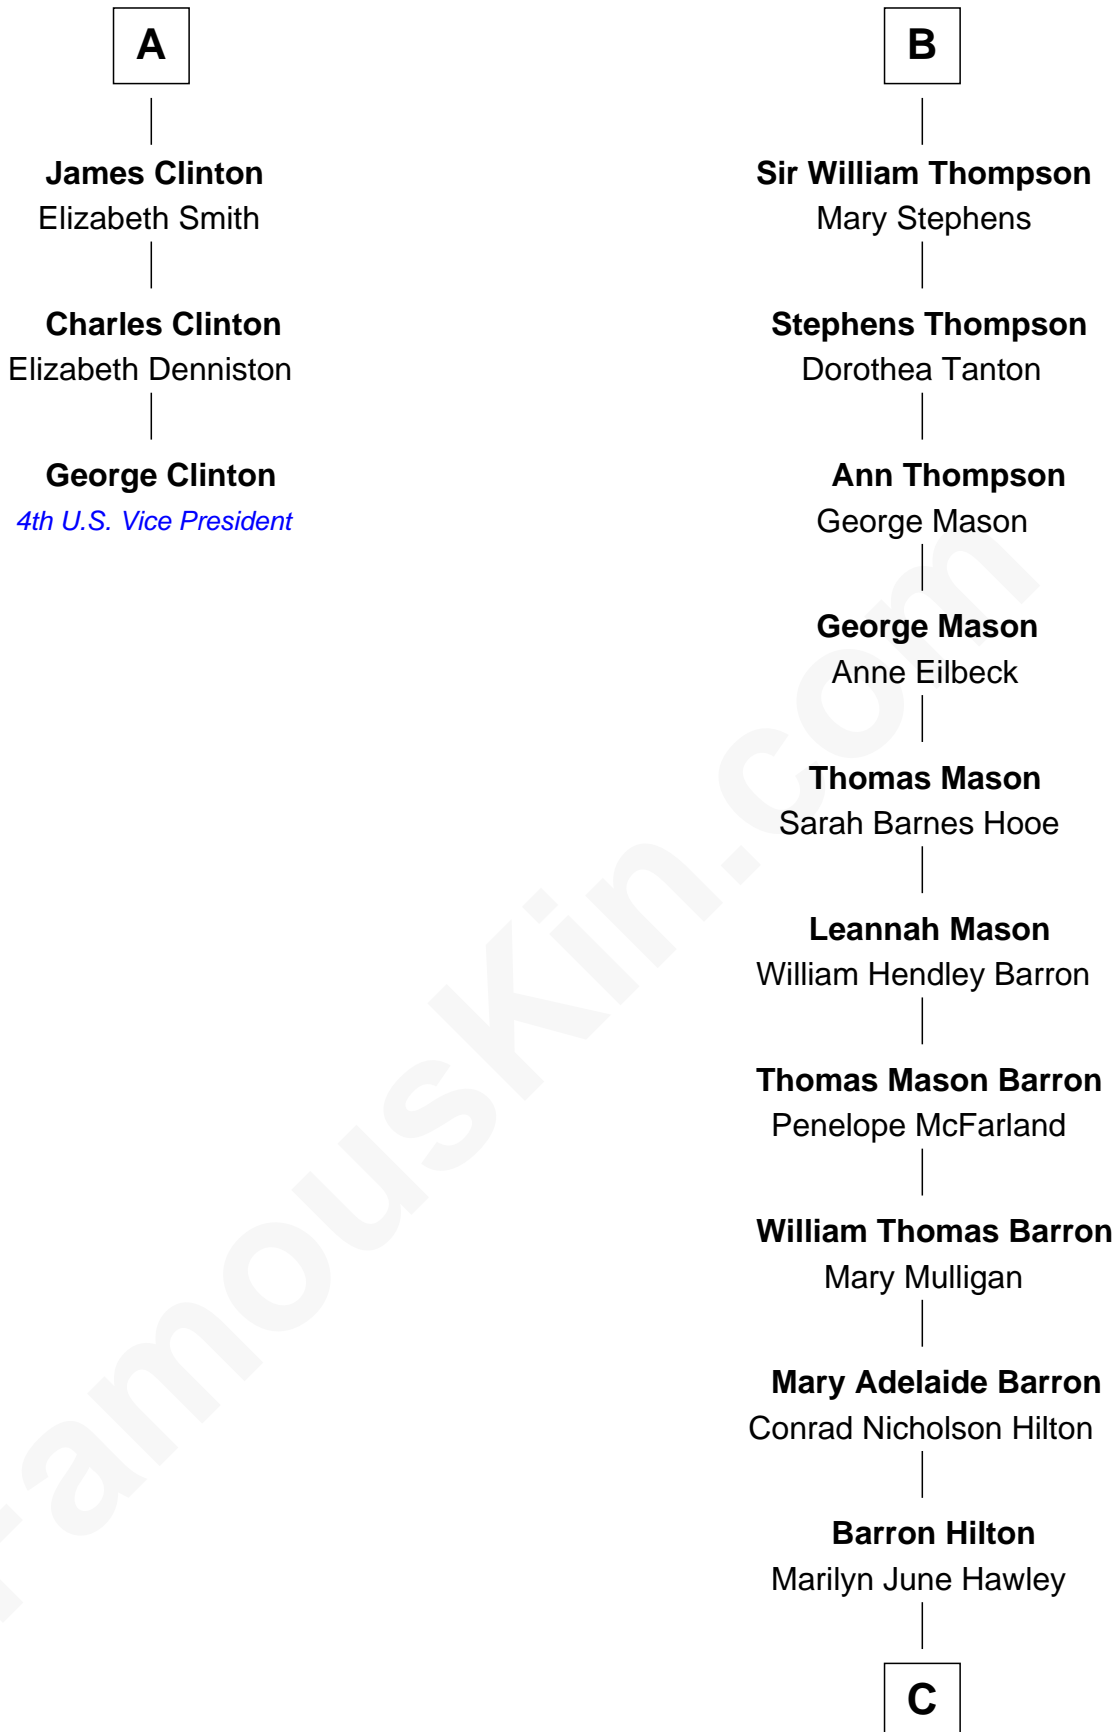 A
James Clinton
Elizabeth Smith
Charles Clinton
Elizabeth Denniston
George Clinton
4th U.S. Vice President
B
Sir William Thompson
Mary Stephens
Stephens Thompson
Dorothea Tanton
Ann Thompson
George Mason
George Mason
Anne Eilbeck
Thomas Mason
Sarah Barnes Hooe
Leannah Mason
William Hendley Barron
Thomas Mason Barron
Penelope McFarland
William Thomas Barron
Mary Mulligan
Mary Adelaide Barron
Conrad Nicholson Hilton
Barron Hilton
Marilyn June Hawley
C
FamousKin.com